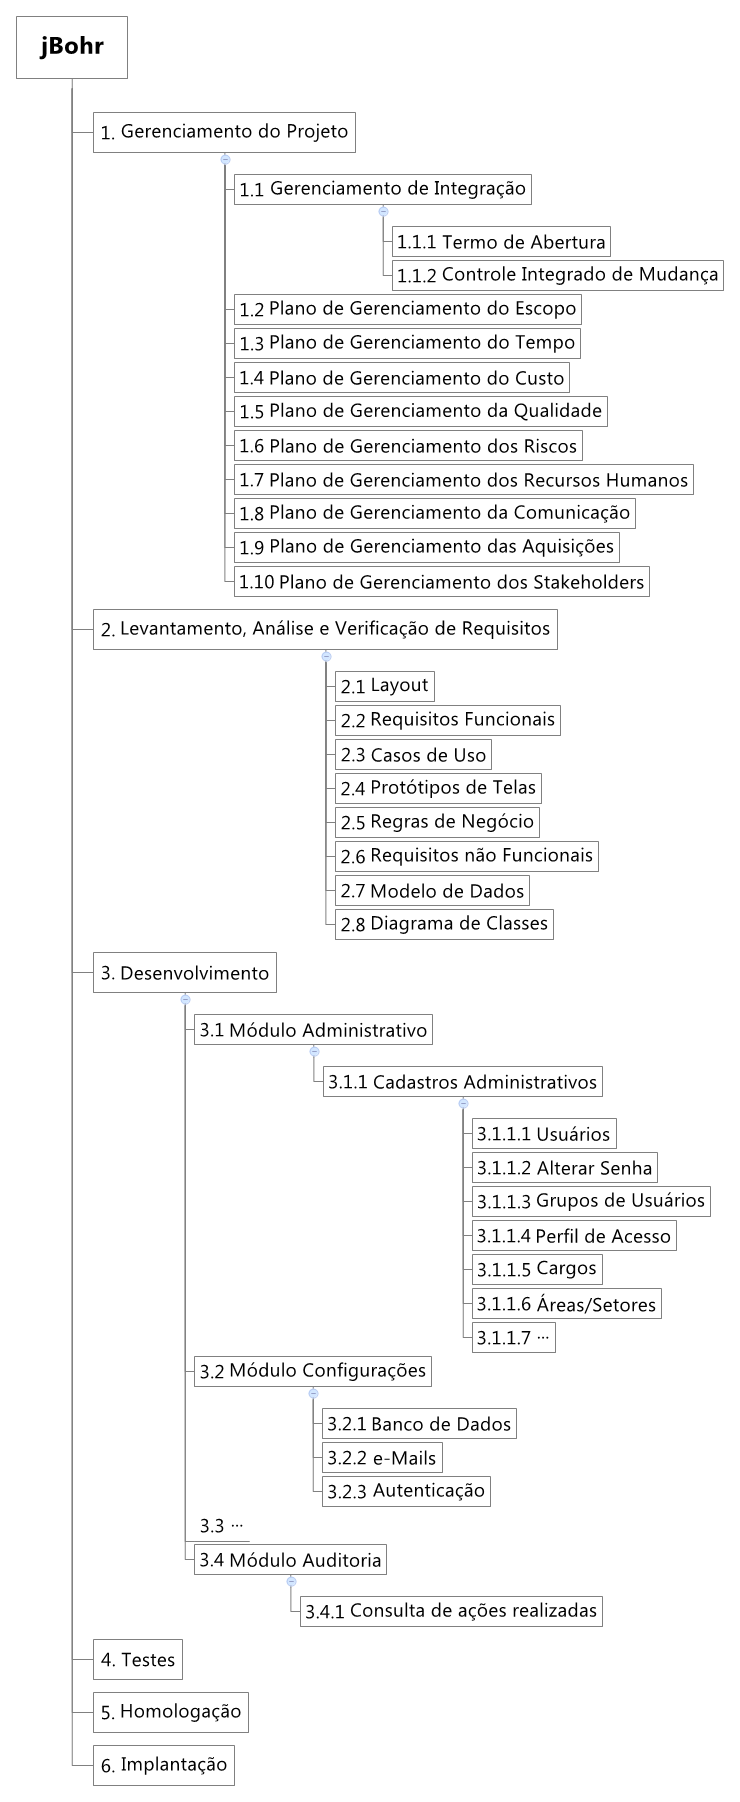 jBohr
1. Gerenciamento do Projeto
1.1 Gerenciamento de Integração
1.1.1 Termo de Abertura
1.1.2 Controle Integrado de Mudança
1.2 Plano de Gerenciamento do Escopo
1.3 Plano de Gerenciamento do Tempo
1.4 Plano de Gerenciamento do Custo
1.5 Plano de Gerenciamento da Qualidade
1.6 Plano de Gerenciamento dos Riscos
1.7 Plano de Gerenciamento dos Recursos Humanos
1.8 Plano de Gerenciamento da Comunicação
1.9 Plano de Gerenciamento das Aquisições
1.10 Plano de Gerenciamento dos Stakeholders
2. Levantamento, Análise e Verificação de Requisitos
2.1 Layout
2.2 Requisitos Funcionais
2.3 Casos de Uso
2.4 Protótipos de Telas
2.5 Regras de Negócio
2.6 Requisitos não Funcionais
2.7 Modelo de Dados
2.8 Diagrama de Classes
3. Desenvolvimento
3.1 Módulo Administrativo
3.1.1 Cadastros Administrativos
3.1.1.1 Usuários
3.1.1.2 Alterar Senha
3.1.1.3 Grupos de Usuários
3.1.1.4 Perfil de Acesso
3.1.1.5 Cargos
3.1.1.6 Áreas/Setores
3.1.1.7 ...
3.2 Módulo Configurações
3.2.1 Banco de Dados
3.2.2 e-Mails
3.2.3 Autenticação
3.3 ...
3.4 Módulo Auditoria
3.4.1 Consulta de ações realizadas
4. Testes
5. Homologação
6. Implantação